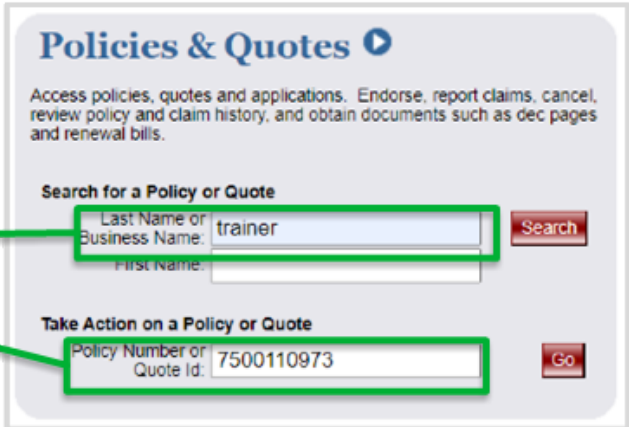 Policies & Quotes
Access policies, quotes and applications. Endorse, report claims, cancel,
review policy and claim history, and obtain documents such as dec pages
and renewal bills.
Search for a Policy or Quote
Last Name or
Business Name: trainer Search
First Name:
Take Action on a Policy or Quote
Policy Number or
Quote Id: 7500110973 Go